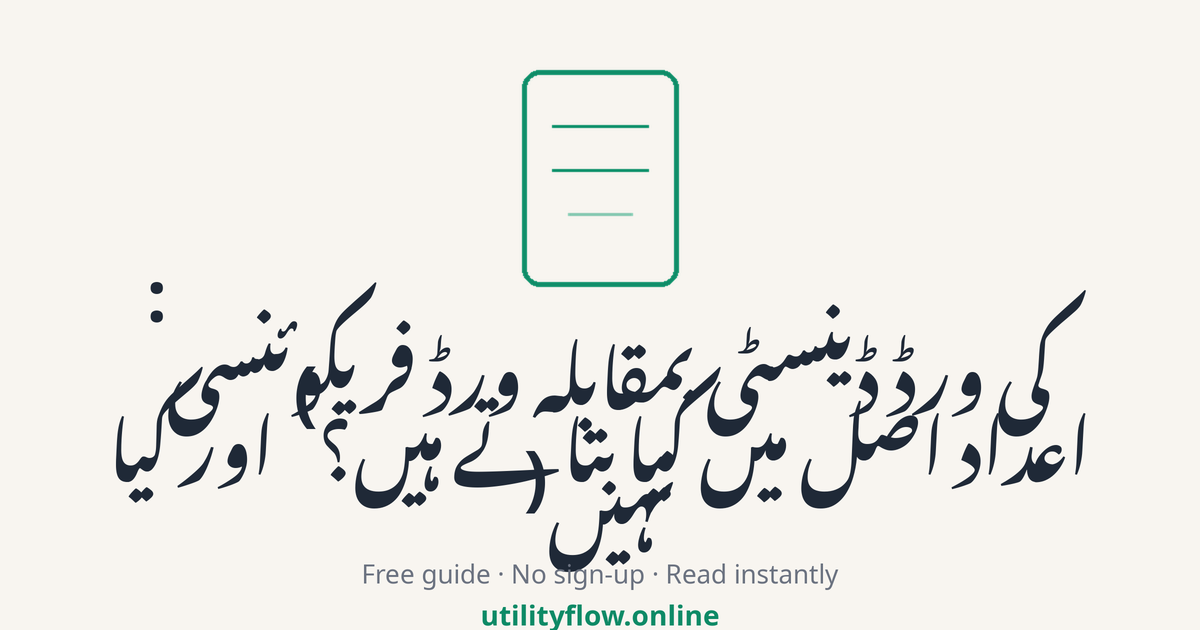 کی ورڈ ڈینسٹی بمقابلہ ورڈ فریکوئنسی:
اعداد اصل میں کیا بتاتے ہیں؟ (اور کیا
نہیں)
Free guide · No sign-up · Read instantly
utilityflow.online